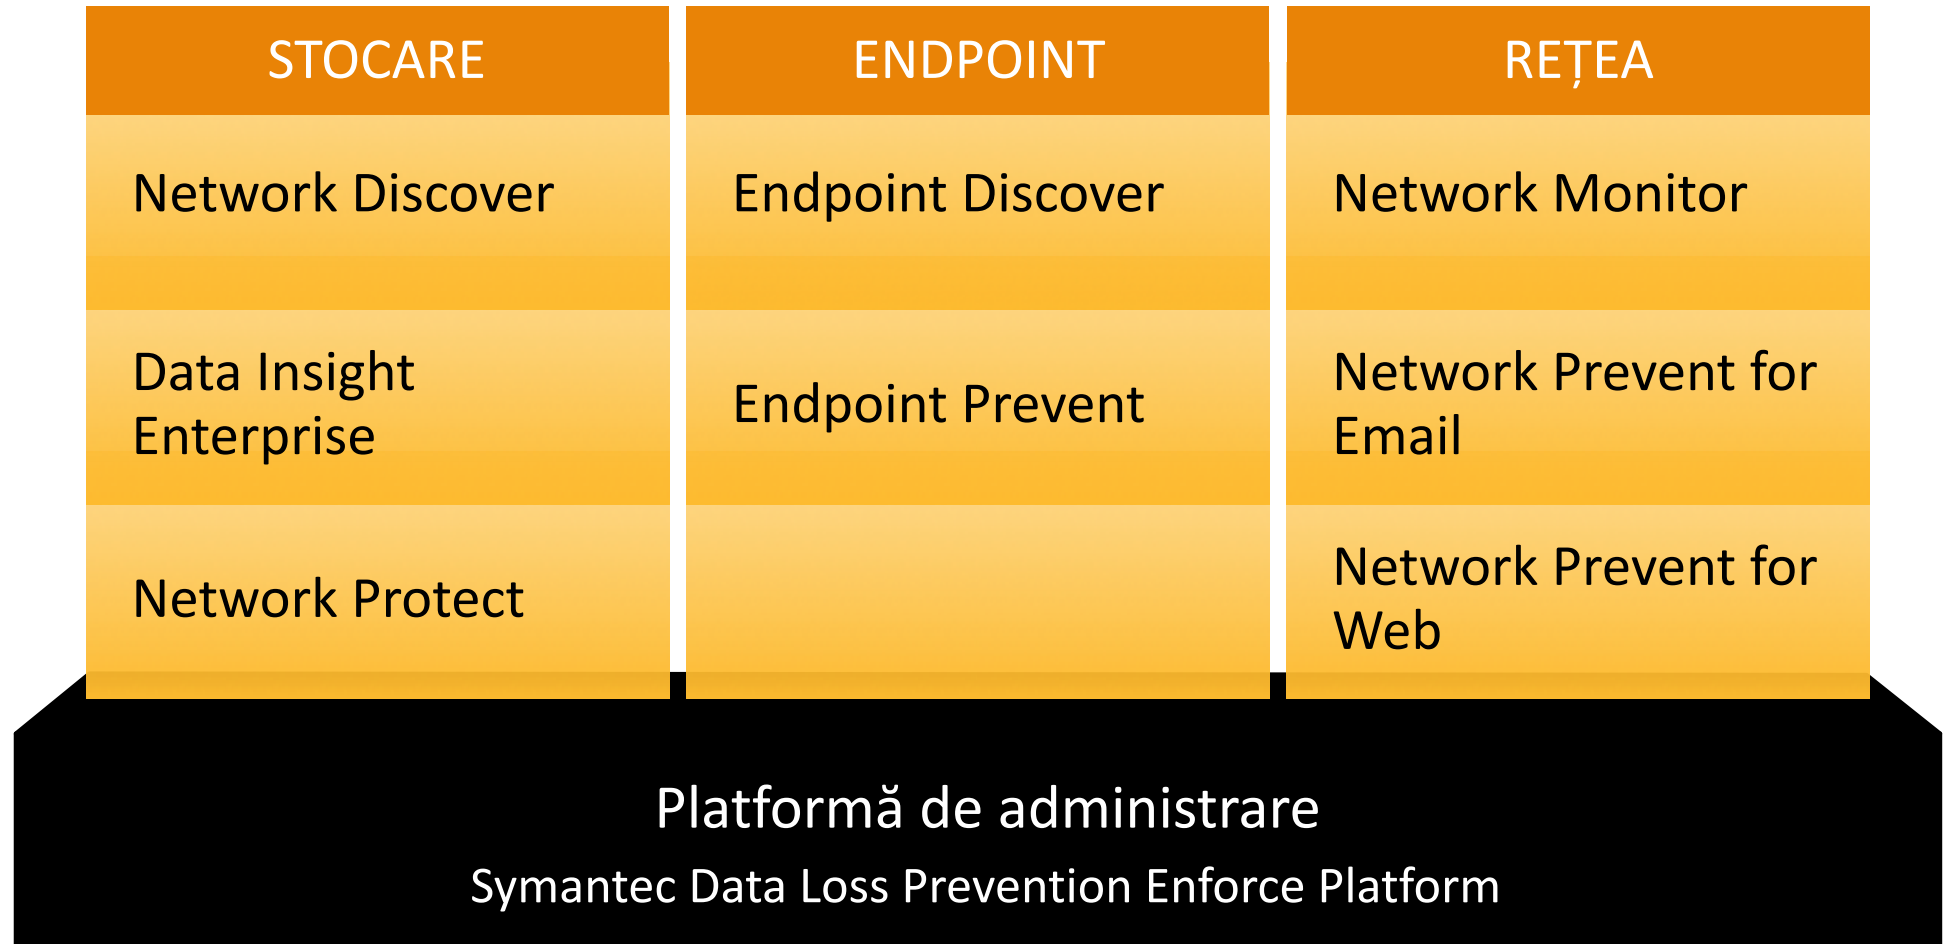 STOCARE
Network Discover
Data Insight
Enterprise
Network Protect
ENDPOINT
Endpoint Discover
Endpoint Prevent
REȚEA
Network Monitor
Network Prevent for
Email
Network Prevent for
Web
Platformă de administrare
Symantec Data Loss Prevention Enforce Platform